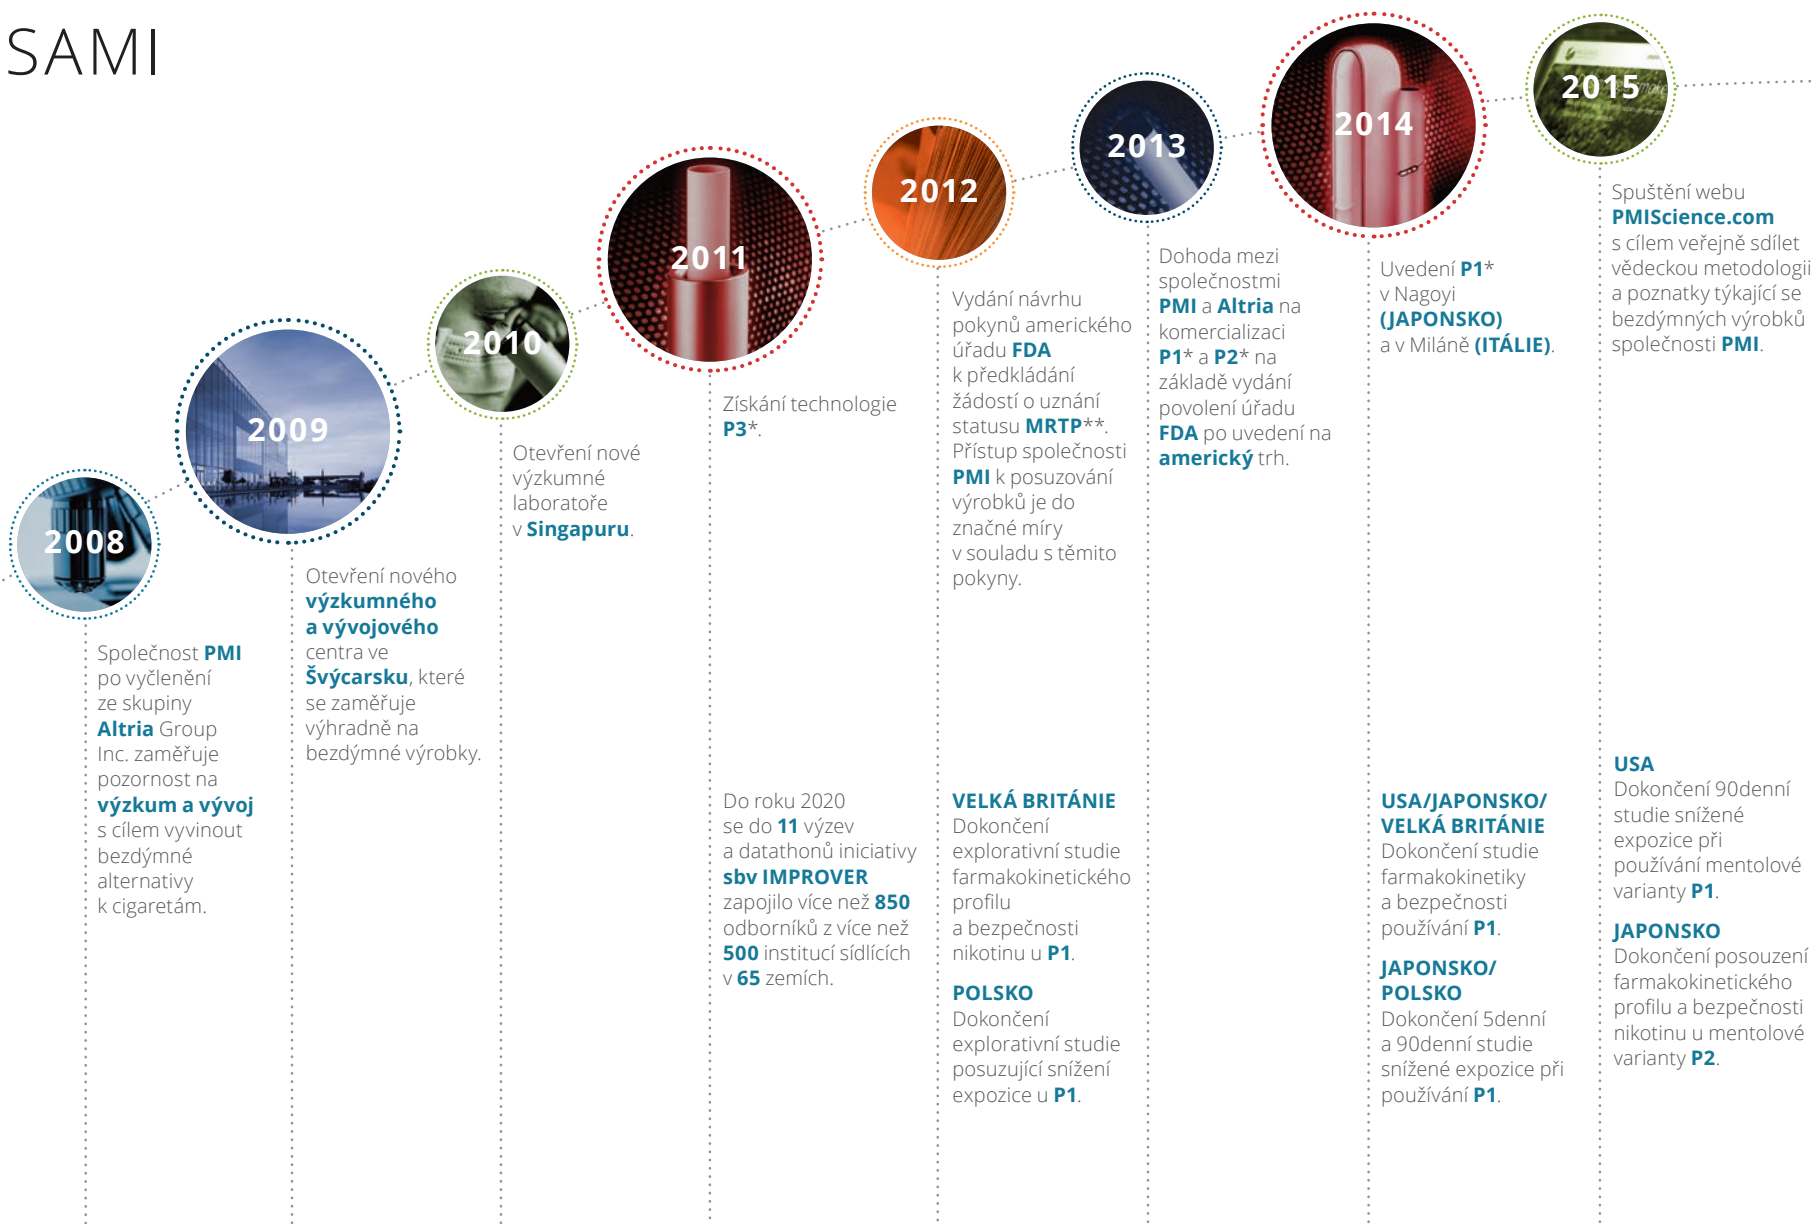 SAMI
2008
Společnost PMI
po vyčlenění
ze skupiny
Altria Group
Inc. zaměřuje
pozornost na
výzkum a vývoj
s cílem vyvinout
bezdýmné
alternativy
k cigaretám.
2009
Otevření nového
výzkumného
a vývojového
centra ve
Švýcarsku, které
se zaměřuje
výhradně na
bezdýmné výrobky.
2010
Otevření nové
výzkumné
laboratoře
v Singapuru.
2011
Získání technologie
P3*.
Do roku 2020
se do 11 výzev
a datathonů iniciativy
sbv IMPROVER
zapojilo více než 850
odborníků z více než
500 institucí sídlících
v 65 zemích.
2012
Vydání návrhu
pokynů amerického
úřadu FDA
k předkládání
žádostí o uznání
statusu MRTP**.
Přístup společnosti
PMI k posuzování
výrobků je do
značné míry
v souladu s těmito
pokyny.
VELKÁ BRITÁNIE
Dokončení
explorativní studie
farmakokinetického
profilu
a bezpečnosti
nikotinu u P1.
POLSKO
Dokončení
explorativní studie
posuzující snížení
expozice u P1.
2013
Dohoda mezi
společnostmi
PMI a Altria na
komercializaci
P1* a P2* na
základě vydání
povolení úřadu
FDA po uvedení na
americký trh.
2014
Uvedení P1*
v Nagoyi
(JAPONSKO)
a v Miláně (ITÁLIE).
USA/JAPONSKO/
VELKÁ BRITÁNIE
Dokončení studie
farmakokinetiky
a bezpečnosti
používání P1.
JAPONSKO/
POLSKO
Dokončení 5denní
a 90denní studie
snížené expozice při
používání P1.
2015
Spuštění webu
PMIScience.com
s cílem veřejně sdílet
vědeckou metodologii
a poznatky týkající se
bezdýmných výrobků
společnosti PMI.
USA
Dokončení 90denní
studie snížené
expozice při
používání mentolové
varianty P1.
JAPONSKO
Dokončení posouzení
farmakokinetického
profilu a bezpečnosti
nikotinu u mentolové
varianty P2.